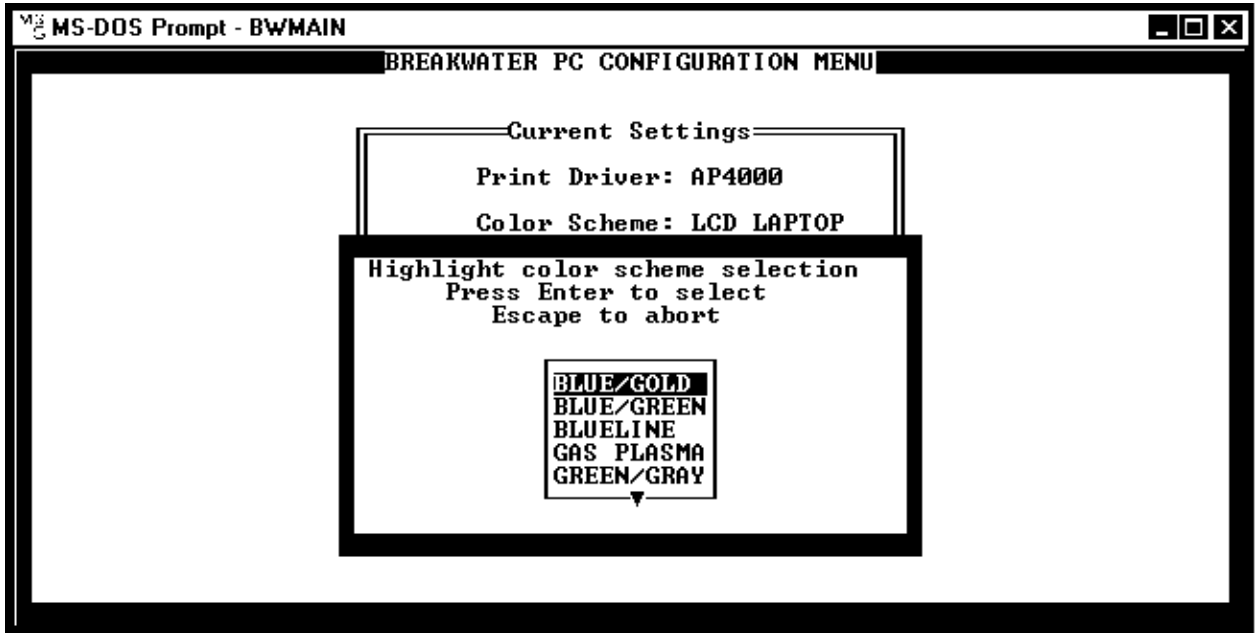 MS-DOS Prompt - BWMAIN
BREAKWATER PC CONFIGURATION MENU
Current Settings
Print Driver: AP4000
Color Scheme: LCD LAPTOP
Highlight color scheme selection
Press Enter to select
Escape to abort
BLUE/GOLD
BLUE/GREEN
BLUELINE
GAS PLASMA
GREEN/GRAY